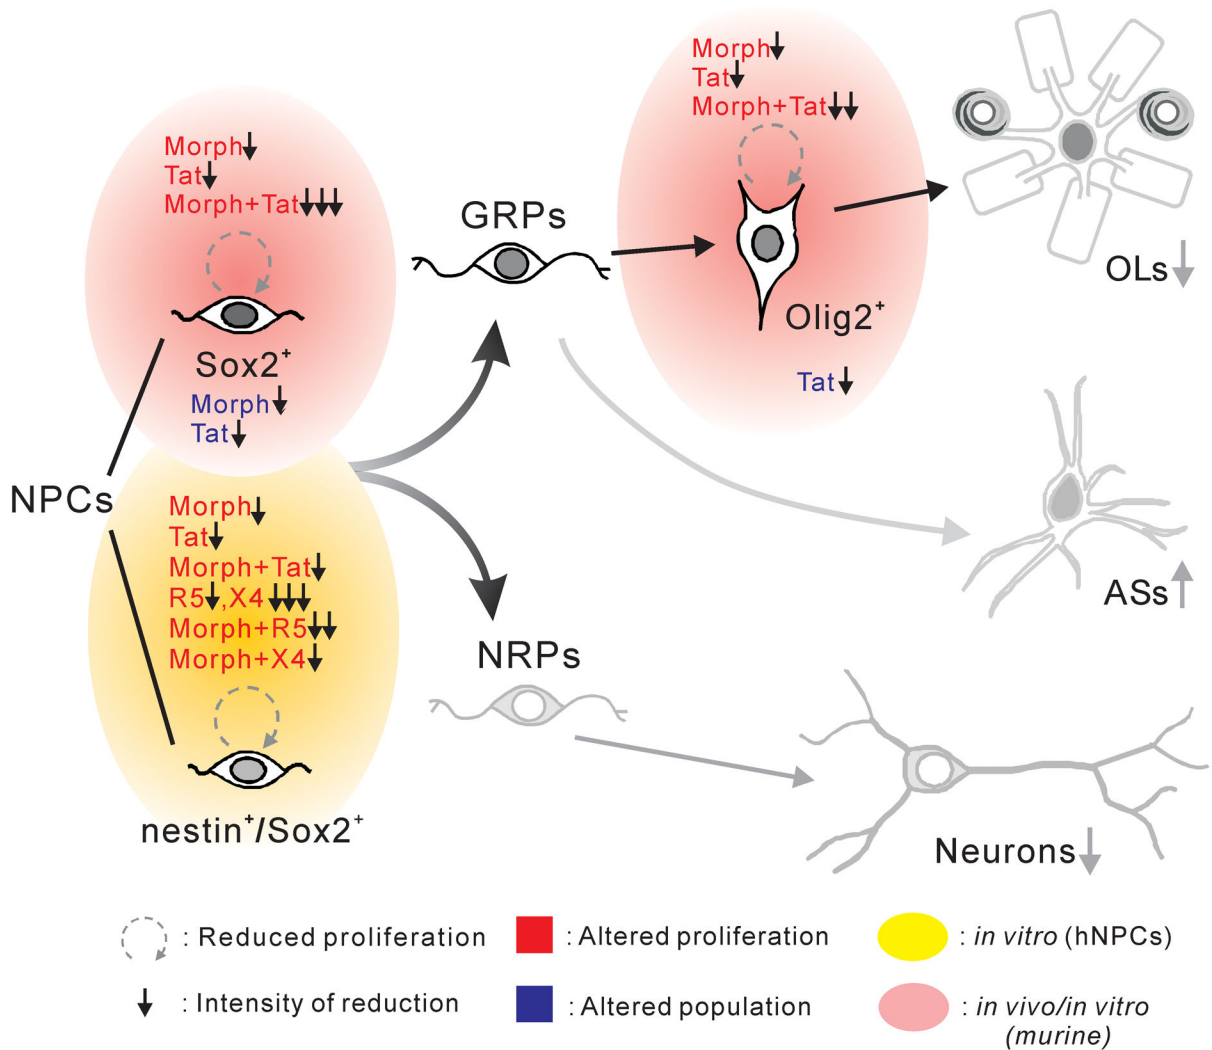 Morph↓
Tat↓
Morph+Tat↓↓↓
Sox2⁺
Morph↓
Tat↓
NPCs
Morph↓
Tat↓
Morph+Tat↓
R5↓,X4↓↓↓
Morph+R5↓↓
Morph+X4↓
nestin⁺/Sox2⁺
GRPs
NRPs
Morph↓
Tat↓
Morph+Tat↓↓
Olig2⁺
Tat↓
OLs↓
ASs↑
Neurons↓
: Reduced proliferation
: Intensity of reduction
: Altered proliferation
: Altered population
: in vitro (hNPCs)
: in vivo/in vitro
(murine)